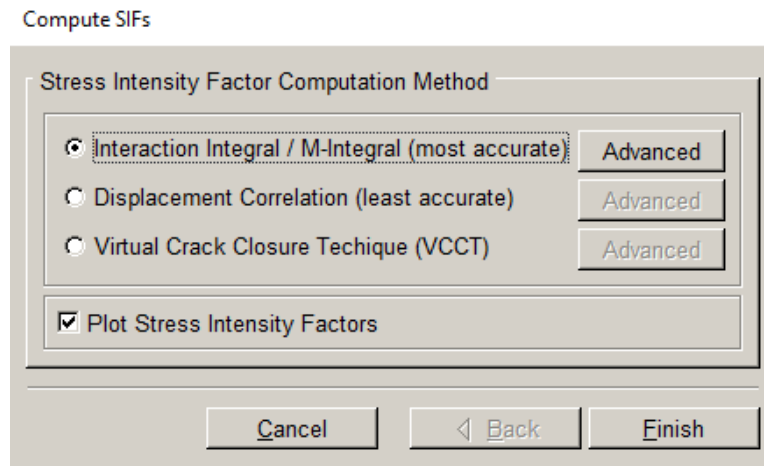 Compute SIFs
Stress Intensity Factor Computation Method
Interaction Integral / M-Integral (most accurate) Advanced
Displacement Correlation (least accurate) Advanced
Virtual Crack Closure Techique (VCCT) Advanced
Plot Stress Intensity Factors
Cancel Back Finish